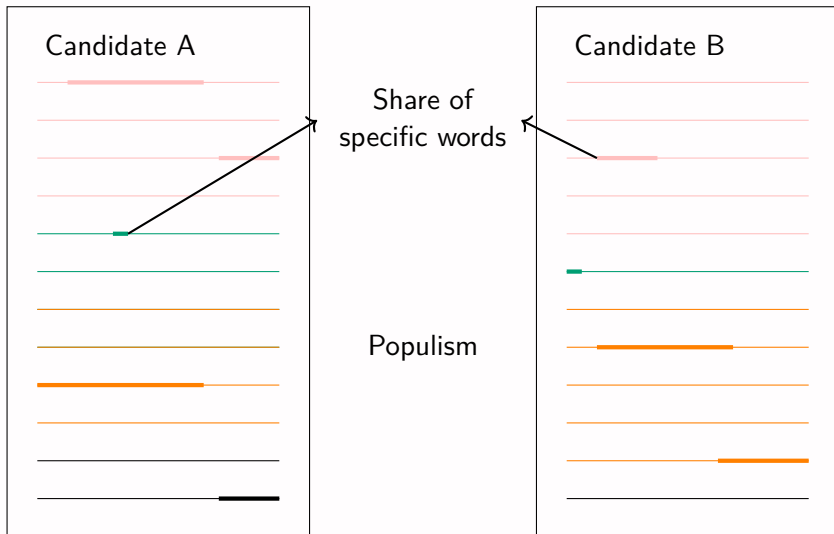 Candidate A
Candidate B
Share of
specific words
Populism